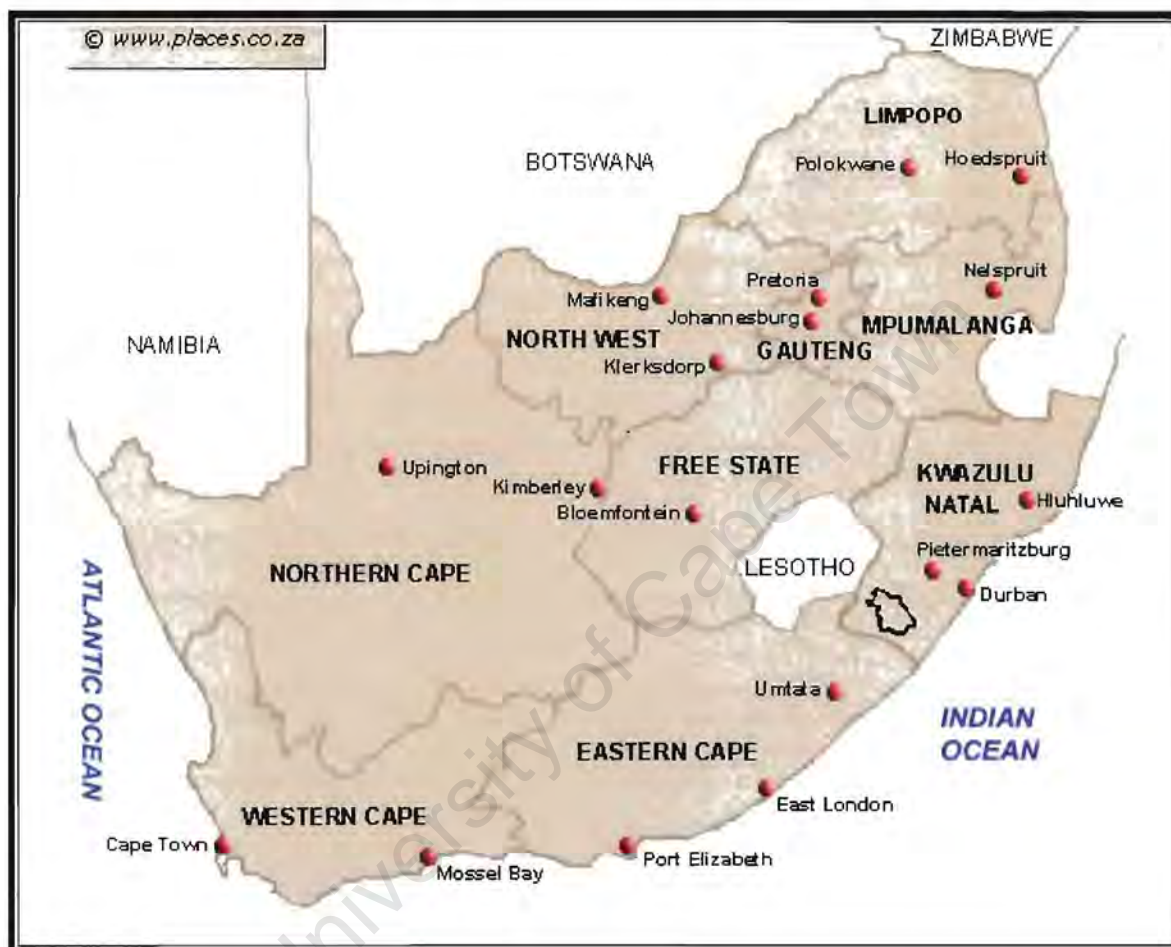 © www.places.co.za
ZIMBABWE
LIMPOPO
BOTSWANA
Polokwane
Hoedspruit
Pretoria
Nelspruit
Mafikeng
Johannesburg
MPUMALANGA
NORTH WEST
GAUTENG
NAMIBIA
Klerksdorp
Upington
FREE STATE
KWAZULU
NATAL
Kimberley
Hluhluwe
Bloemfontein
Pietermaritzburg
LESOTHO
NORTHERN CAPE
Durban
ATLANTIC OCEAN
Umtata
INDIAN
OCEAN
EASTERN CAPE
East London
WESTERN CAPE
Cape Town
Port Elizabeth
Mossel Bay
University of Cape Town